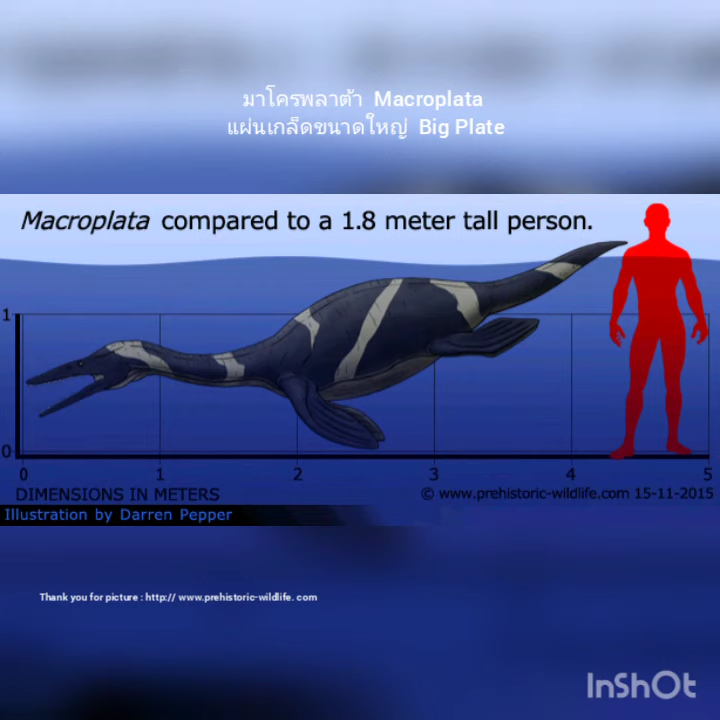 มาโครพลาต้า Macroplata
แผ่นเกล็ดขนาดใหญ่ Big Plate
Macroplata compared to a 1.8 meter tall person.
1
0
0 1 2 3 4 5
DIMENSIONS IN METERS © www.prehistoric-wildlife.com 15-11-2015
Illustration by Darren Pepper
Thank you for picture : http:// www.prehistoric-wildlife. com
InShOt